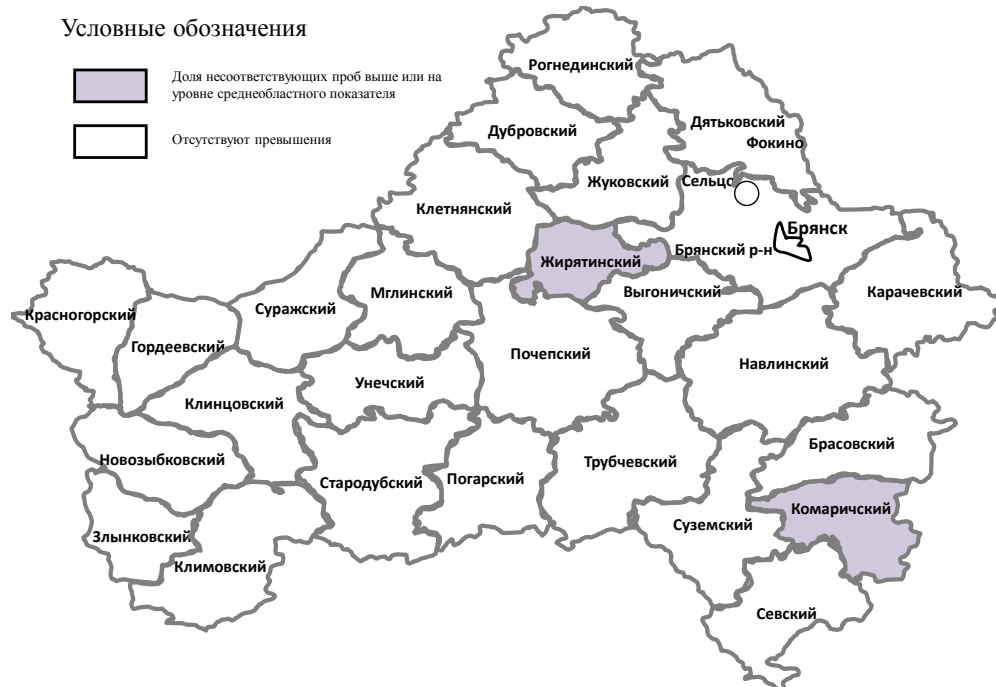 Условные обозначения
Доля несоответствующих проб выше или на
уровне среднеобластного показателя
Отсутствуют превышения
Рогнединский
Дятьковский
Фокино
Дубровский
Жуковский
Сельцо
Клетнянский
Брянск
Брянский р-н
Жирятинский
Выгоничский
Карачевский
Мглинский
Суражский
Красногорский
Гордеевский
Почепский
Навлинский
Унечский
Клинцовский
Брасовский
Новозыбковский
Трубчевский
Стародубский
Погарский
Комаричский
Суземский
Злынковский
Климовский
Севский